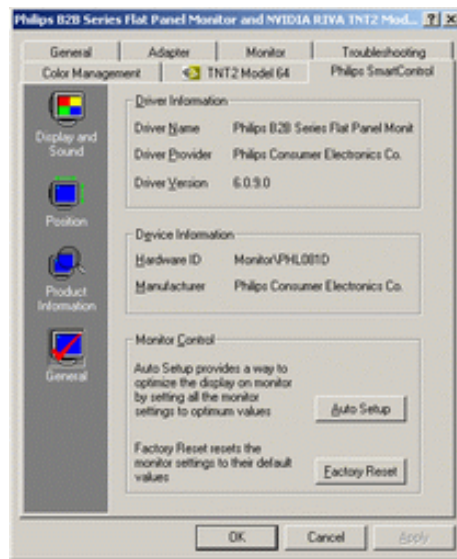 Philips B2B Series Flat Panel Monitor and NVIDIA RIVA TNT2 Mod...
General Adapter Monitor Troubleshooting
Color Management TNT2 Model 64 Philips SmartControl
Display and
Sound
Position
Product
Information
General
Driver Information
Driver Name Philips B2B Series Flat Panel Monit
Driver Provider Philips Consumer Electronics Co.
Driver Version 6.0.9.0
Device Information
Hardware ID Monitor\PHL081D
Manufacturer Philips Consumer Electronics Co.
Monitor Control
Auto Setup provides a way to
optimize the display on monitor
by setting all the monitor
settings to optimum values
Auto Setup
Factory Reset resets the
monitor settings to their default
values
Factory Reset
OK Cancel Apply